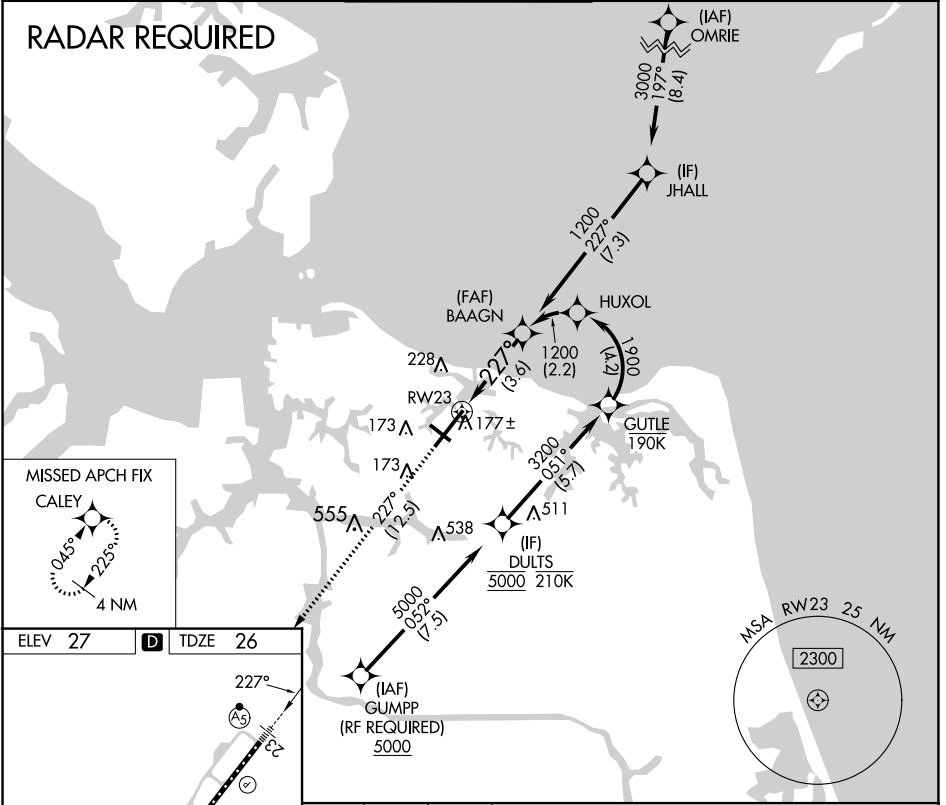 RADAR REQUIRED
(IAF)
OMRIE
3000
197°
(8.4)
(IF)
JHALL
1200
227°
(7.3)
(FAF)
BAAGN
HUXOL
1200
(2.2)
1900
(4.2)
227°
(3.6)
228
RW23
177±
173
GUTLE
190K
173
3200
051°
(5.7)
MISSED APCH FIX
CALEY
045°
225°
4 NM
555
227°
(12.5)
538
511
(IF)
DULTS
5000 210K
5000
052°
(7.5)
MSA RW23 25 NM
2300
ELEV 27
D
TDZE 26
227°
A5
23
P
(IAF)
GUMPP
(RF REQUIRED)
5000